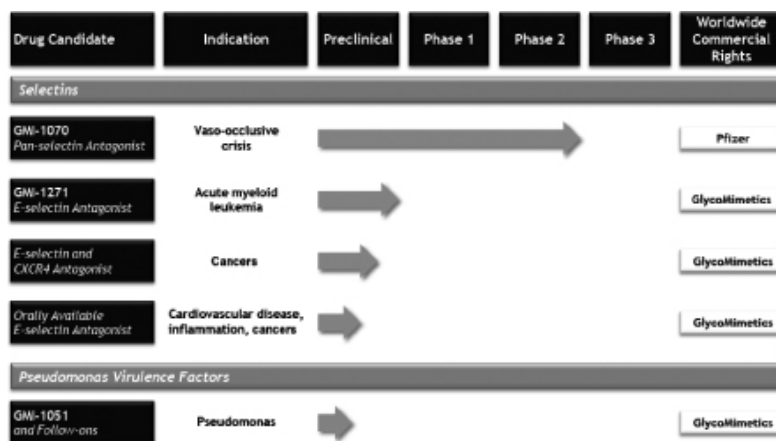 Drug Candidate
Indication
Preclinical
Phase 1
Phase 2
Phase 3
Worldwide
Commercial
Rights
Selectins
GMI-1070
Pan-selectin Antagonist
Vaso-occlusive
crisis
Pfizer
GMI-1271
E-selectin Antagonist
Acute myeloid
leukemia
GlycoMimetics
E-selectin and
CXCR4 Antagonist
Cancers
GlycoMimetics
Orally Available
E-selectin Antagonist
Cardiovascular disease,
inflammation, cancers
GlycoMimetics
Pseudomonas Virulence Factors
GMI-1051
and Follow-ons
Pseudomonas
GlycoMimetics